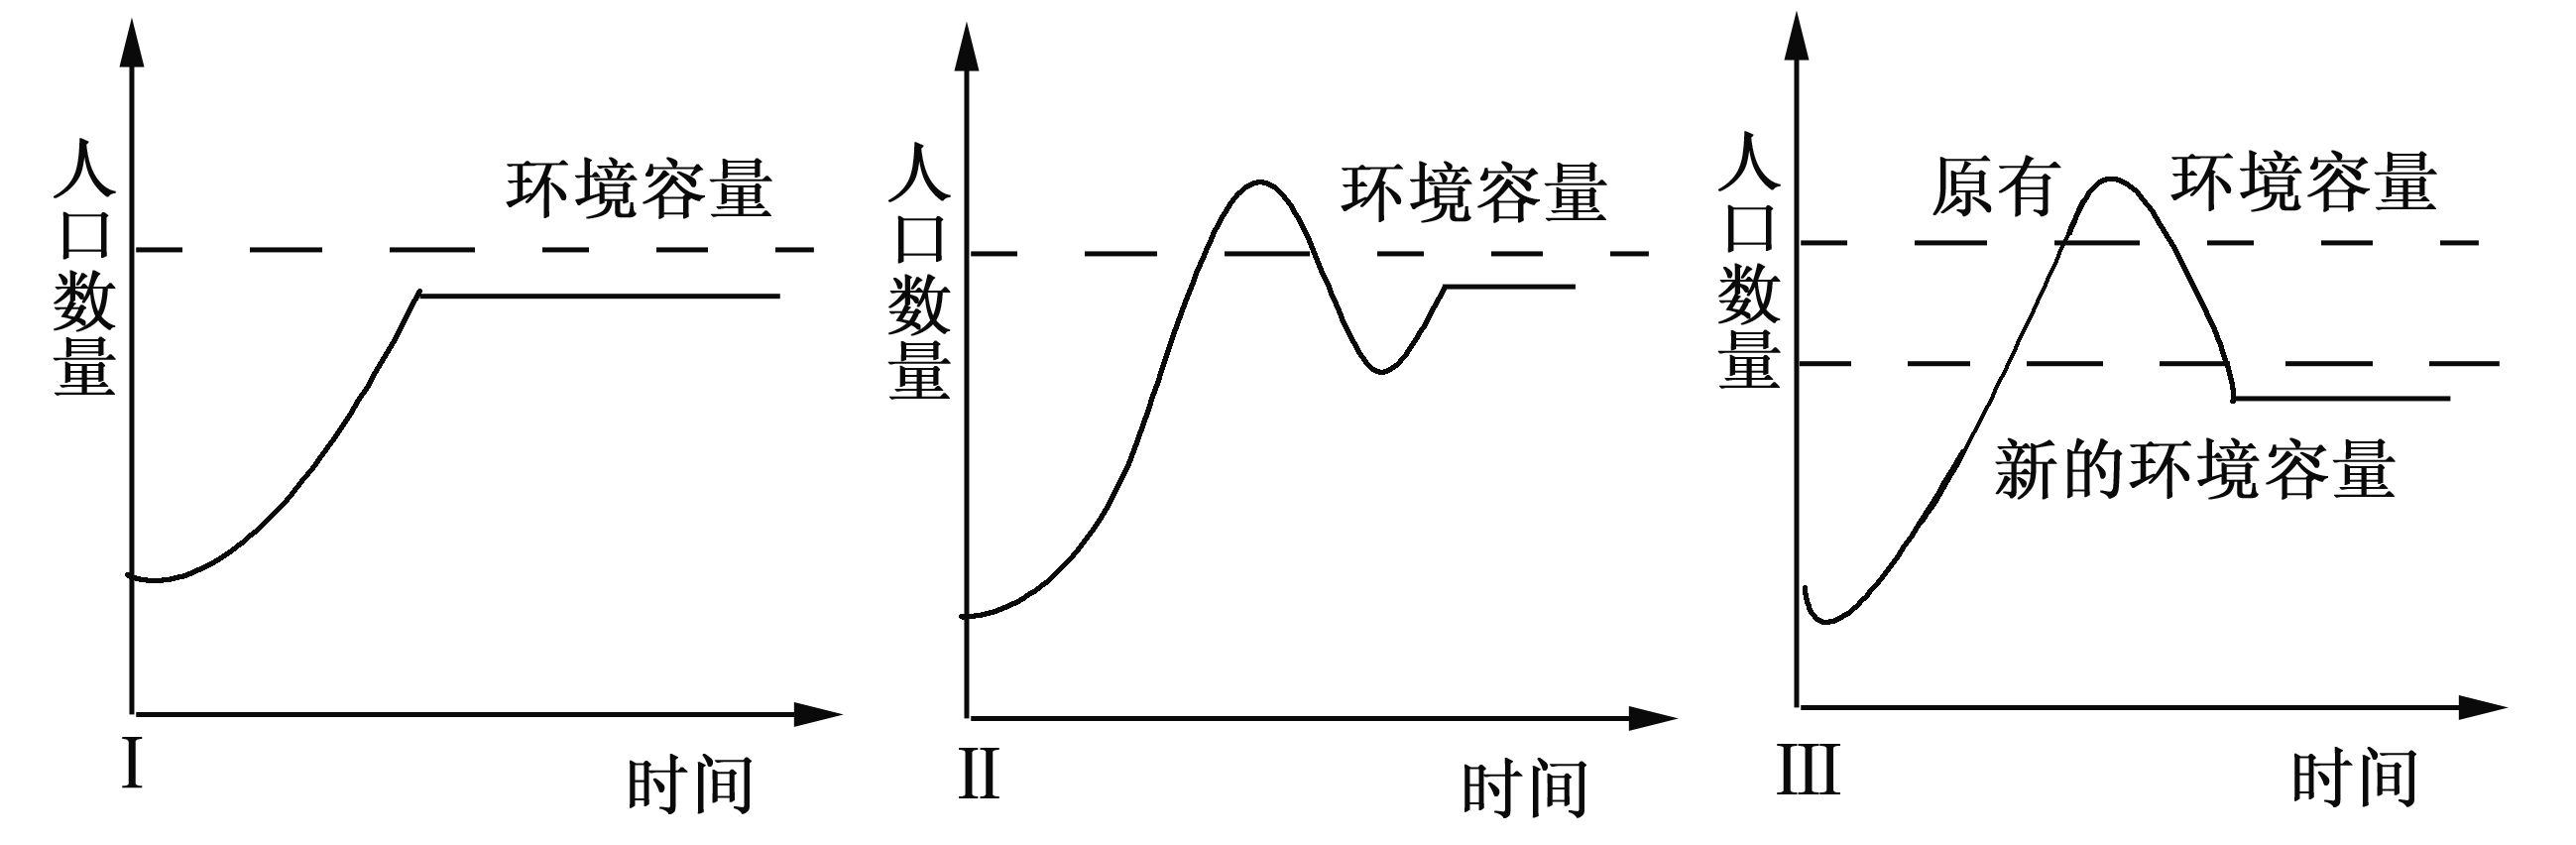 人口数量
环境容量
时间
I
人口数量
环境容量
时间
II
人口数量
原有 环境容量
新的环境容量
时间
III